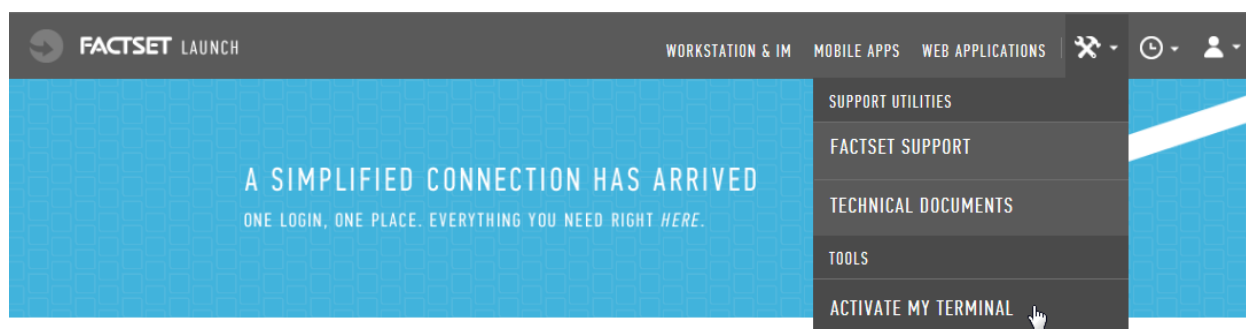 FACTSET LAUNCH
WORKSTATION & IM MOBILE APPS WEB APPLICATIONS
SUPPORT UTILITIES
FACTSET SUPPORT
TECHNICAL DOCUMENTS
TOOLS
ACTIVATE MY TERMINAL
A SIMPLIFIED CONNECTION HAS ARRIVED
ONE LOGIN, ONE PLACE. EVERYTHING YOU NEED RIGHT HERE.